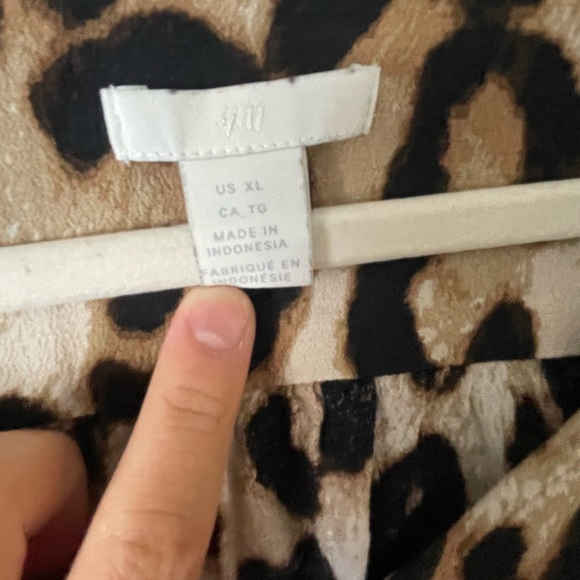 H&M
US XL
CA TG
MADE IN
INDONESIA
FABRIQUÉ EN
INDONÉSIE